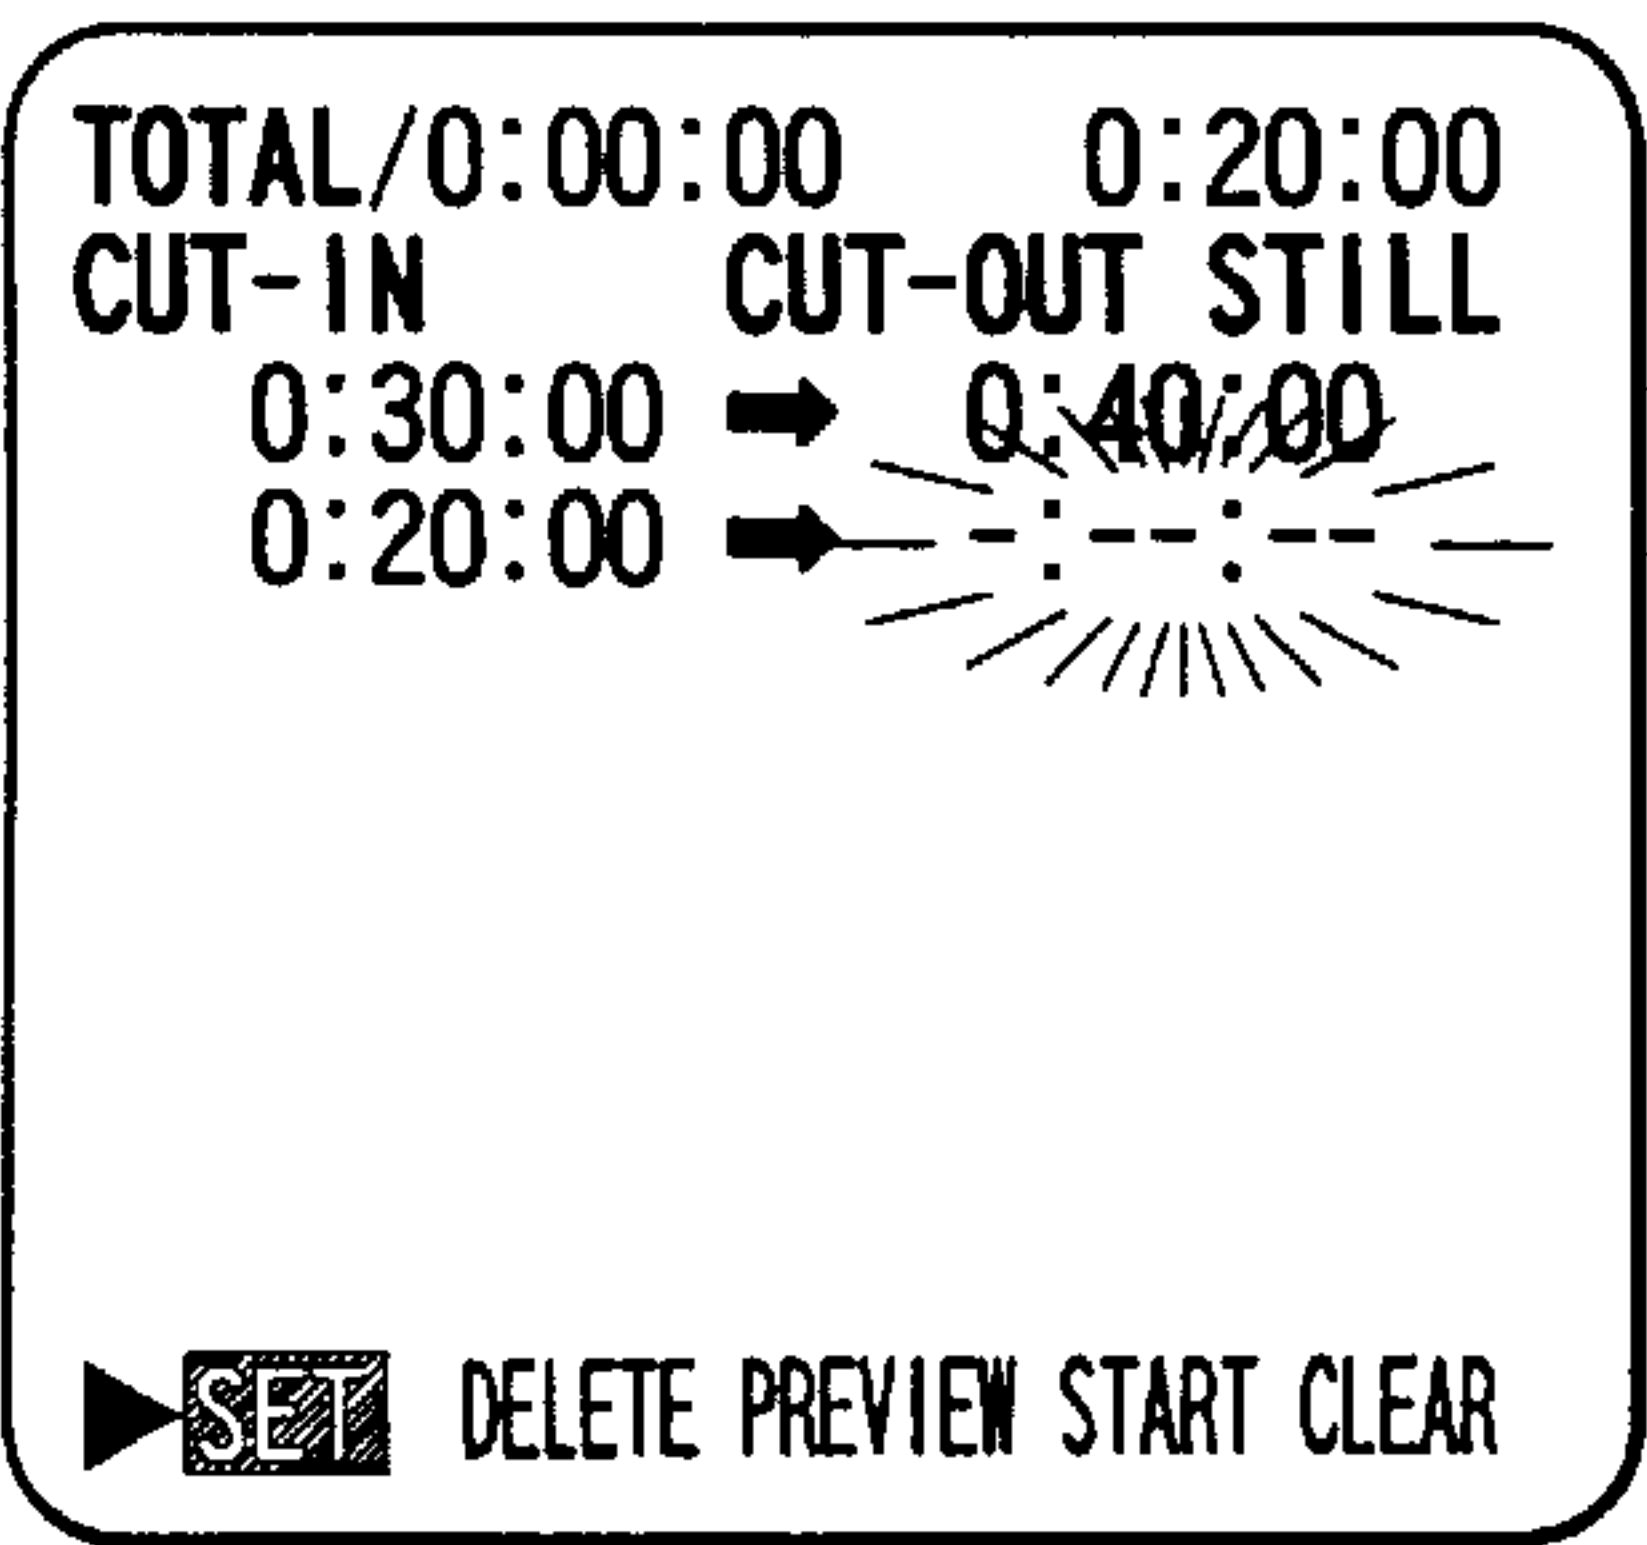 TOTAL/0:00:00 0:20:00
CUT-IN CUT-OUT STILL
0:30:00 ➡ 0:40:00
0:20:00 ➡ -:--:--
▶SET DELETE PREVIEW START CLEAR